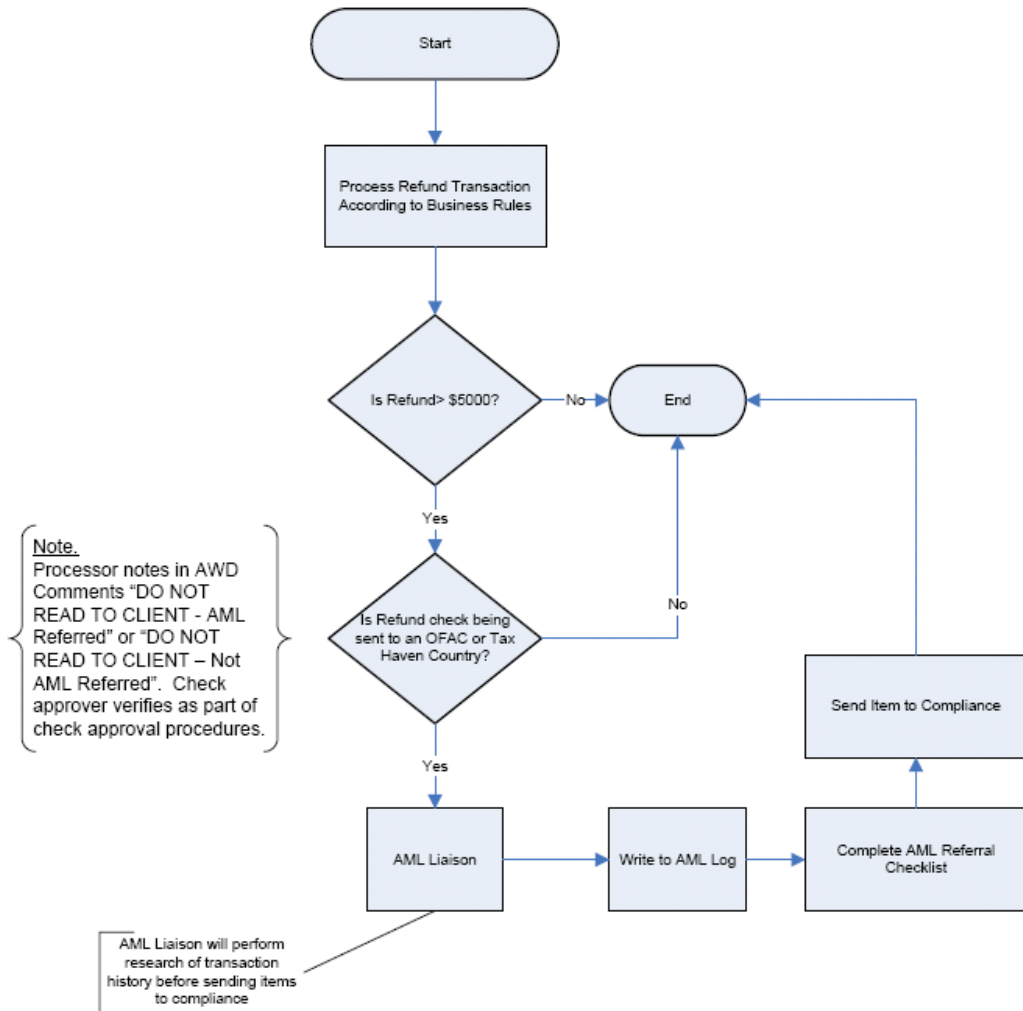 Start
Process Refund Transaction
According to Business Rules
Is Refund> $5000?
No
End
Yes
Note.
Processor notes in AWD
Comments “DO NOT
READ TO CLIENT - AML
Referred” or “DO NOT
READ TO CLIENT – Not
AML Referred”. Check
approver verifies as part of
check approval procedures.
Is Refund check being
sent to an OFAC or Tax
Haven Country?
No
Yes
Send Item to Compliance
AML Liaison
Write to AML Log
Complete AML Referral
Checklist
AML Liaison will perform
research of transaction
history before sending items
to compliance